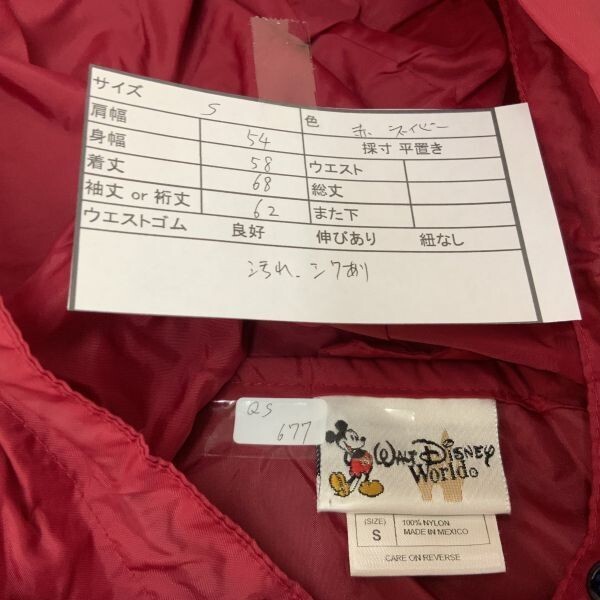 サイズ S 色 赤 ネイビー
肩幅 54 採寸 平置き
身幅 58 ウエスト
着丈 68 総丈
袖丈 or 裄丈 62 また下
ウエストゴム 良好 伸びあり 紐なし
汚れ、シワあり
QS
677
WALT DISNEY
World®
(SIZE)
S
100% NYLON
MADE IN MEXICO
CARE ON REVERSE